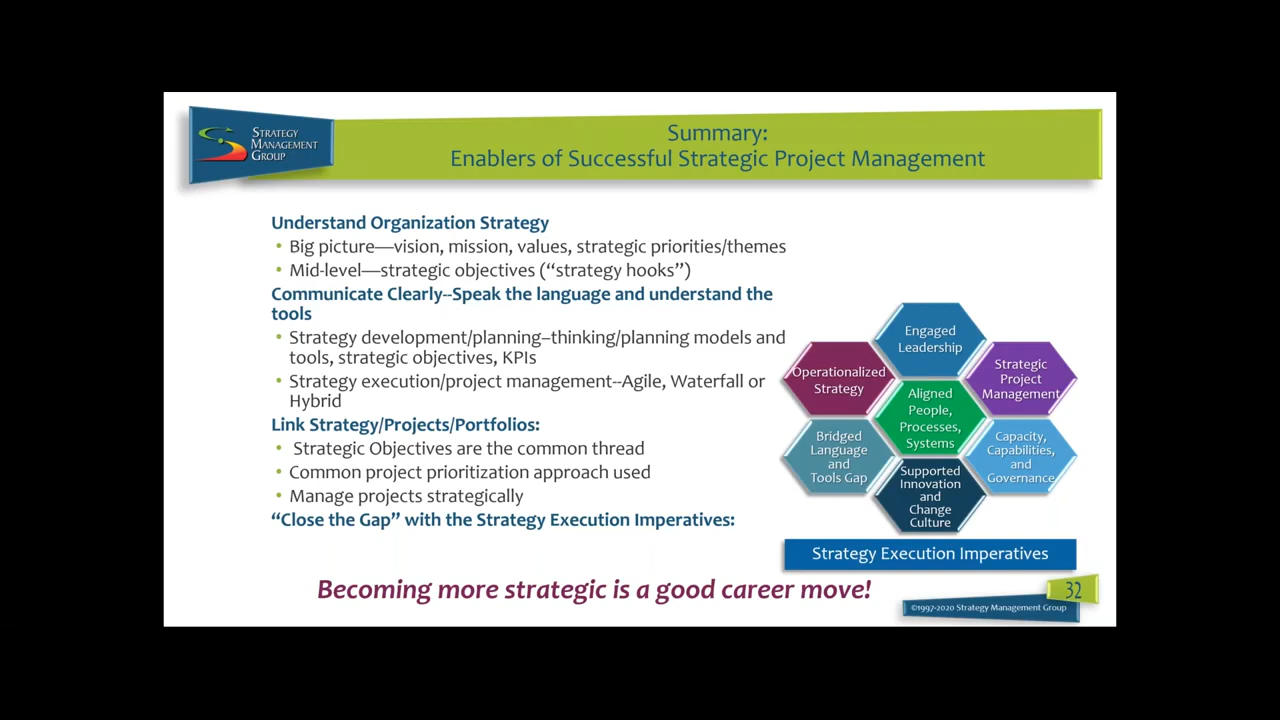 STRATEGY
MANAGEMENT
GROUP
Summary:
Enablers of Successful Strategic Project Management
Understand Organization Strategy
• Big picture—vision, mission, values, strategic priorities/themes
• Mid-level—strategic objectives (“strategy hooks”)
Communicate Clearly--Speak the language and understand the
tools
• Strategy development/planning–thinking/planning models and
tools, strategic objectives, KPIs
• Strategy execution/project management--Agile, Waterfall or
Hybrid
Link Strategy/Projects/Portfolios:
• Strategic Objectives are the common thread
• Common project prioritization approach used
• Manage projects strategically
“Close the Gap” with the Strategy Execution Imperatives:
Engaged
Leadership
Operationalized
Strategy
Strategic
Project
Management
Aligned
People,
Processes,
Systems
Bridged
Language
and
Tools Gap
Capacity,
Capabilities,
and
Governance
Supported
Innovation
and
Change
Culture
Strategy Execution Imperatives
Becoming more strategic is a good career move!
32
©1997-2020 Strategy Management Group